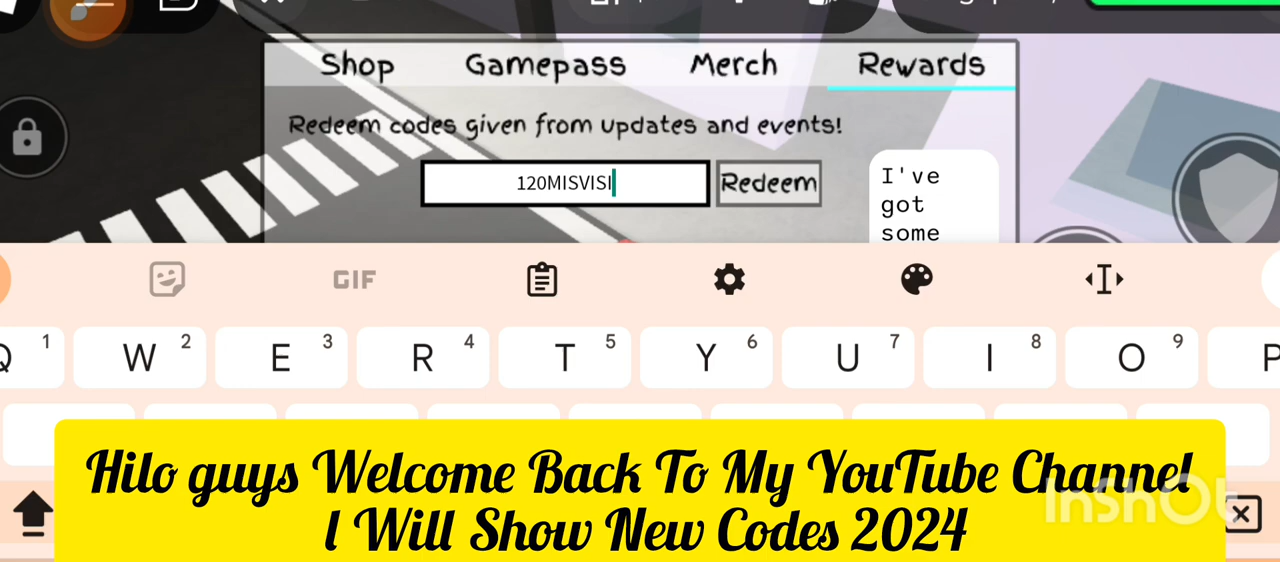 Shop Gamepass Merch Rewards
Redeem codes given from updates and events!
120MISVISI Redeem
I've
got
some
GIF
Q 1 W 2 E 3 R 4 T 5 Y 6 U 7 I 8 O 9 P
Hilo guys Welcome Back To My YouTube Channel
I Will Show New Codes 2024
InShOt